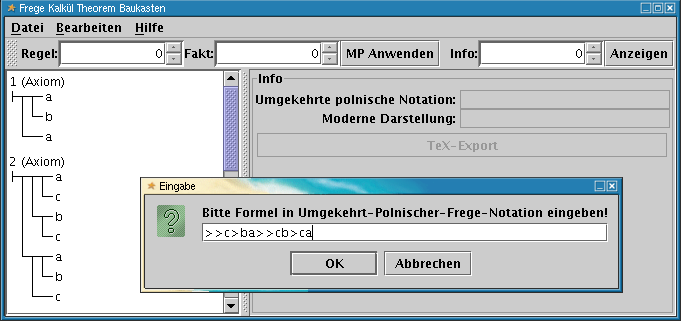 Frege Kalkül Theorem Baukasten
Datei Bearbeiten Hilfe
Regel: 0 Fakt: 0 MP Anwenden Info: 0 Anzeigen
1 (Axiom)
a
b
a
2 (Axiom)
a
c
b
c
a
b
c
Info
Umgekehrte polnische Notation:
Moderne Darstellung:
TeX-Export
Eingabe
Bitte Formel in Umgekehrt-Polnischer-Frege-Notation eingeben!
>>c>ba>>cb>ca
OK Abbrechen